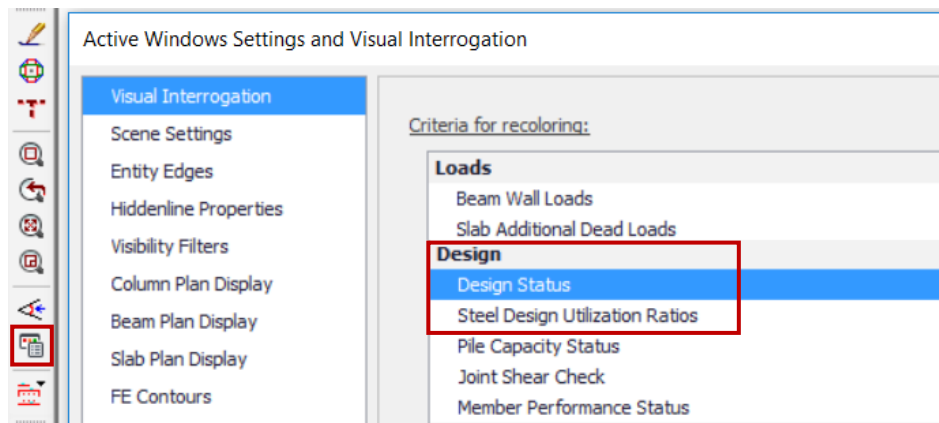 Active Windows Settings and Visual Interrogation
Visual Interrogation
Scene Settings
Entity Edges
Hiddenline Properties
Visibility Filters
Column Plan Display
Beam Plan Display
Slab Plan Display
FE Contours
Criteria for recoloring:
Loads
Beam Wall Loads
Slab Additional Dead Loads
Design
Design Status
Steel Design Utilization Ratios
Pile Capacity Status
Joint Shear Check
Member Performance Status